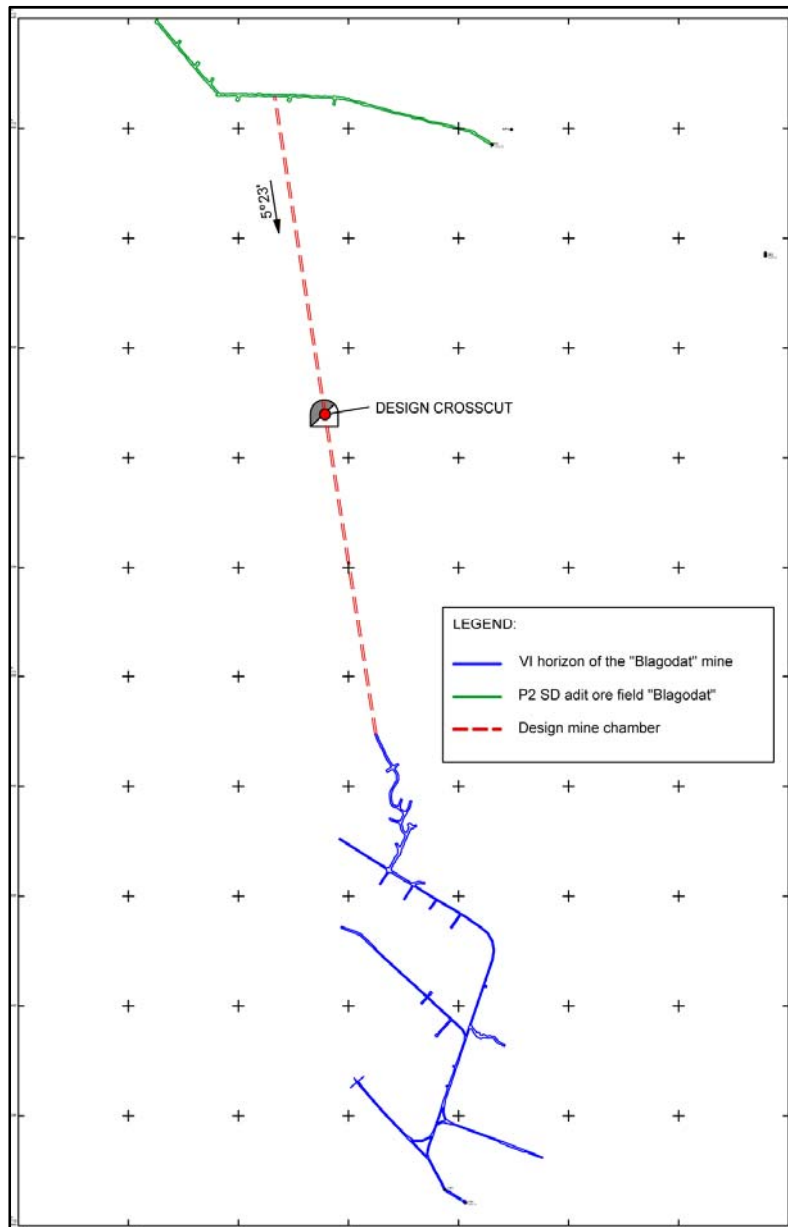 5°23'
DESIGN CROSSCUT
LEGEND:
VI horizon of the "Blagodat" mine
P2 SD adit ore field "Blagodat"
Design mine chamber